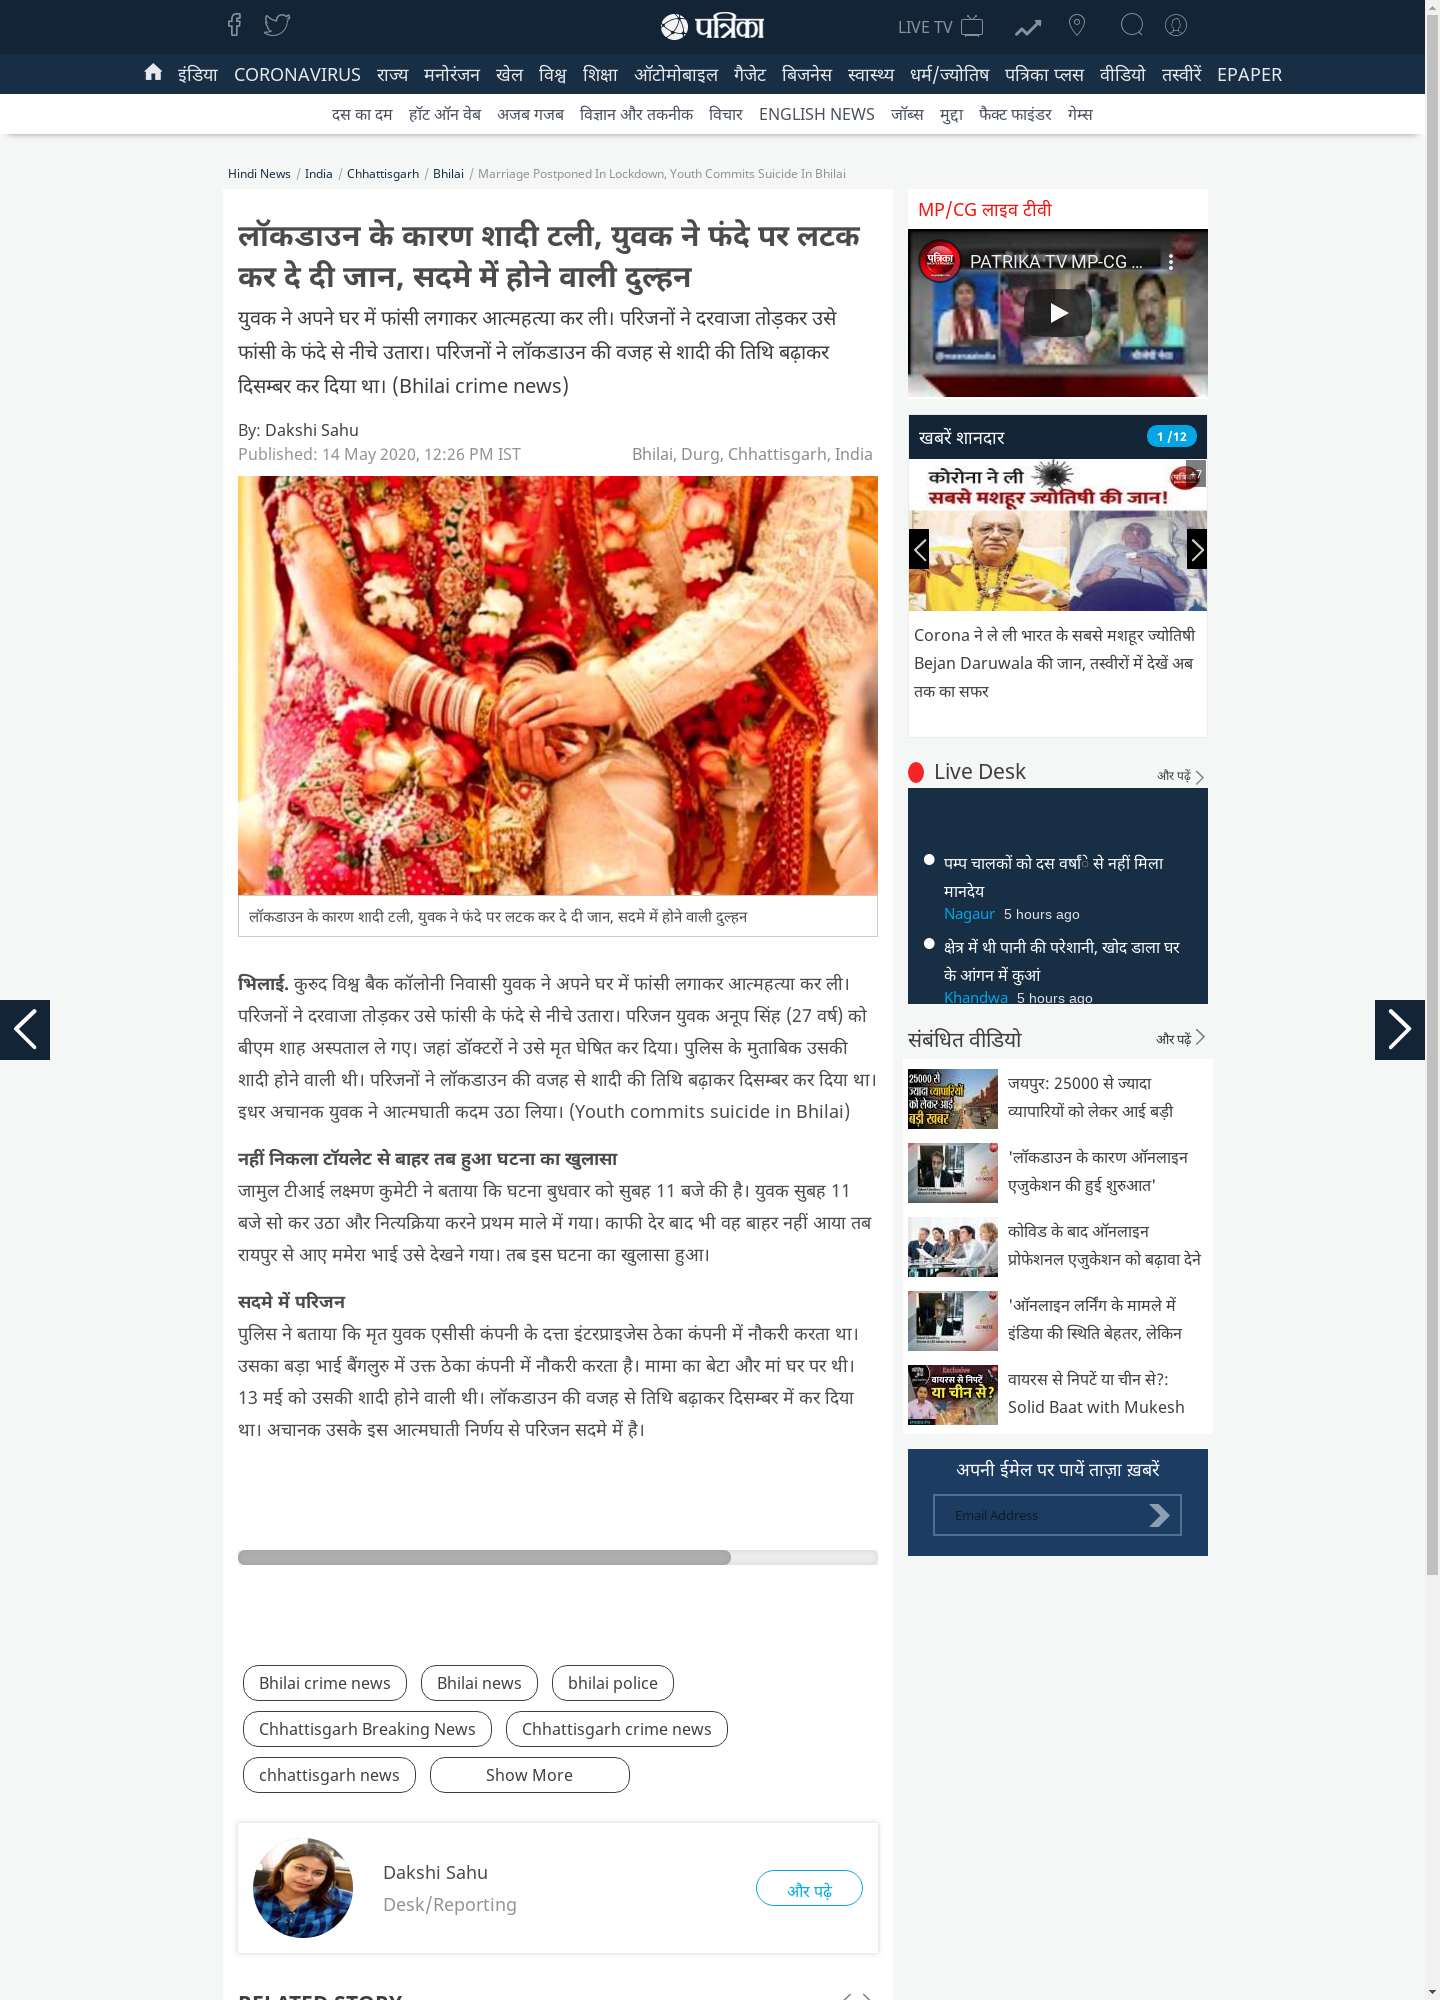 पत्रिका
LIVE TV
इंडिया CORONAVIRUS राज्य मनोरंजन खेल विश्व शिक्षा ऑटोमोबाइल गैजेट बिजनेस स्वास्थ्य धर्म/ज्योतिष पत्रिका प्लस वीडियो तस्वीरें EPAPER
दस का दम हॉट ऑन वेब अजब गजब विज्ञान और तकनीक विचार ENGLISH NEWS जॉब्स मुद्दा फैक्ट फाइंडर गेम्स
Hindi News / India / Chhattisgarh / Bhilai / Marriage Postponed In Lockdown, Youth Commits Suicide In Bhilai
लॉकडाउन के कारण शादी टली, युवक ने फंदे पर लटक
कर दे दी जान, सदमे में होने वाली दुल्हन
युवक ने अपने घर में फांसी लगाकर आत्महत्या कर ली। परिजनों ने दरवाजा तोड़कर उसे
फांसी के फंदे से नीचे उतारा। परिजनों ने लॉकडाउन की वजह से शादी की तिथि बढ़ाकर
दिसम्बर कर दिया था। (Bhilai crime news)
By: Dakshi Sahu
Published: 14 May 2020, 12:26 PM IST
Bhilai, Durg, Chhattisgarh, India
लॉकडाउन के कारण शादी टली, युवक ने फंदे पर लटक कर दे दी जान, सदमे में होने वाली दुल्हन
भिलाई. कुरुद विश्व बैक कॉलोनी निवासी युवक ने अपने घर में फांसी लगाकर आत्महत्या कर ली।
परिजनों ने दरवाजा तोड़कर उसे फांसी के फंदे से नीचे उतारा। परिजन युवक अनूप सिंह (27 वर्ष) को
बीएम शाह अस्पताल ले गए। जहां डॉक्टरों ने उसे मृत घेषित कर दिया। पुलिस के मुताबिक उसकी
शादी होने वाली थी। परिजनों ने लॉकडाउन की वजह से शादी की तिथि बढ़ाकर दिसम्बर कर दिया था।
इधर अचानक युवक ने आत्मघाती कदम उठा लिया। (Youth commits suicide in Bhilai)
नहीं निकला टॉयलेट से बाहर तब हुआ घटना का खुलासा
जामुल टीआई लक्ष्मण कुमेटी ने बताया कि घटना बुधवार को सुबह 11 बजे की है। युवक सुबह 11
बजे सो कर उठा और नित्यक्रिया करने प्रथम माले में गया। काफी देर बाद भी वह बाहर नहीं आया तब
रायपुर से आए ममेरा भाई उसे देखने गया। तब इस घटना का खुलासा हुआ।
सदमे में परिजन
पुलिस ने बताया कि मृत युवक एसीसी कंपनी के दत्ता इंटरप्राइजेस ठेका कंपनी में नौकरी करता था।
उसका बड़ा भाई बैंगलुरु में उक्त ठेका कंपनी में नौकरी करता है। मामा का बेटा और मां घर पर थी।
13 मई को उसकी शादी होने वाली थी। लॉकडाउन की वजह से तिथि बढ़ाकर दिसम्बर में कर दिया
था। अचानक उसके इस आत्मघाती निर्णय से परिजन सदमे में है।
Bhilai crime news
Bhilai news
bhilai police
Chhattisgarh Breaking News
Chhattisgarh crime news
chhattisgarh news
Show More
Dakshi Sahu
Desk/Reporting
और पढ़े
RELATED STORY
MP/CG लाइव टीवी
पत्रिका
PATRIKA TV MP-CG ...
खबरें शानदार
1 /12
कोरोना ने ली
सबसे मशहूर ज्योतिषी की जान!
+7
Corona ने ले ली भारत के सबसे मशहूर ज्योतिषी
Bejan Daruwala की जान, तस्वीरों में देखें अब
तक का सफर
Live Desk
और पढ़ें
पम्प चालकों को दस वर्षांे से नहीं मिला
मानदेय
Nagaur 5 hours ago
क्षेत्र में थी पानी की परेशानी, खोद डाला घर
के आंगन में कुआं
Khandwa 5 hours ago
संबंधित वीडियो
और पढ़ें
25000 से
ज्यादा व्यापारियों
को लेकर आई
बड़ी खबर
जयपुर: 25000 से ज्यादा
व्यापारियों को लेकर आई बड़ी
'लॉकडाउन के कारण ऑनलाइन
एजुकेशन की हुई शुरुआत'
कोविड के बाद ऑनलाइन
प्रोफेशनल एजुकेशन को बढ़ावा देने
'ऑनलाइन लर्निंग के मामले में
इंडिया की स्थिति बेहतर, लेकिन
Exclusive
वायरस से निपटें
या चीन से?
वायरस से निपटें या चीन से?:
Solid Baat with Mukesh
अपनी ईमेल पर पायें ताज़ा ख़बरें
Email Address